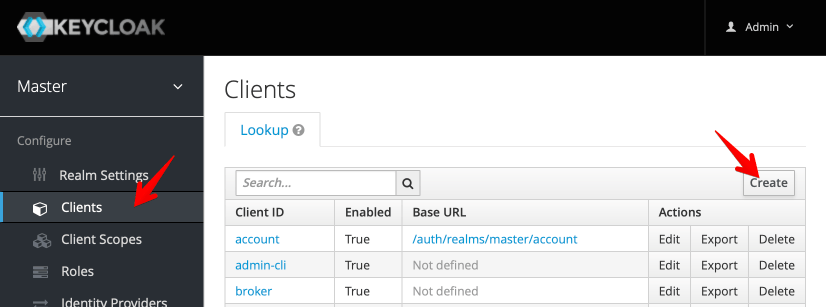 KEYCLOAK
Admin
Master
Configure
Realm Settings
Clients
Client Scopes
Roles
Identity Providers
Clients
Lookup
Search...
Create
Client ID Enabled Base URL Actions
account True /auth/realms/master/account Edit Export Delete
admin-cli True Not defined Edit Export Delete
broker True Not defined Edit Export Delete